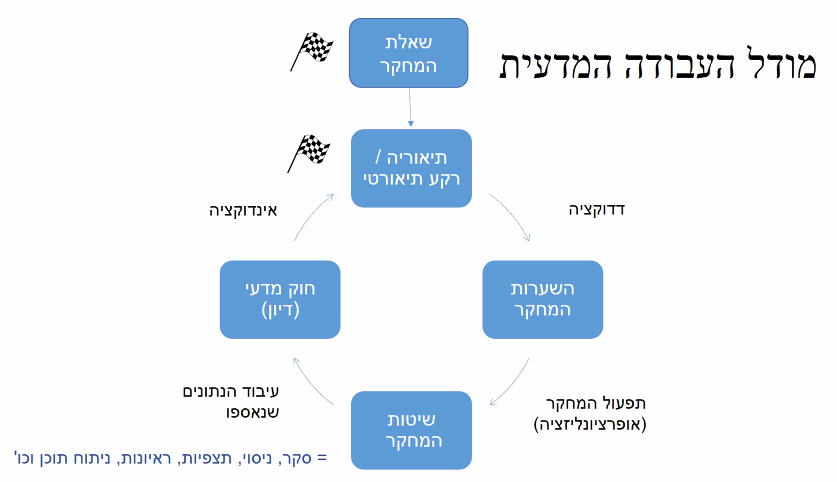 מודל העבודה המדעית
שאלת
המחקר
תיאוריה /
רקע תיאורטי
דדוקציה
השערות
המחקר
תפעול המחקר
(אופרציונליזציה)
שיטות
המחקר
= סקר, ניסוי, תצפיות, ראיונות, ניתוח תוכן וכו'
עיבוד הנתונים
שנאספו
חוק מדעי
(דיון)
אינדוקציה